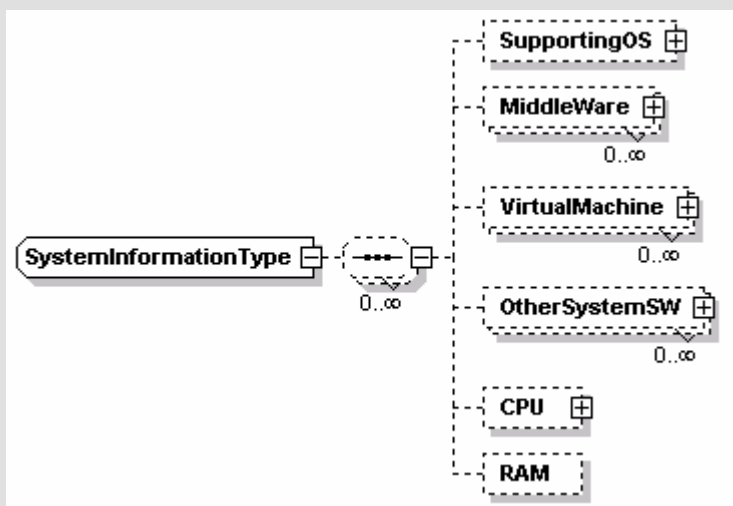 SupportingOS
MiddleWare
0..∞
VirtualMachine
0..∞
SystemInformationType
0..∞
OtherSystemSW
0..∞
CPU
RAM